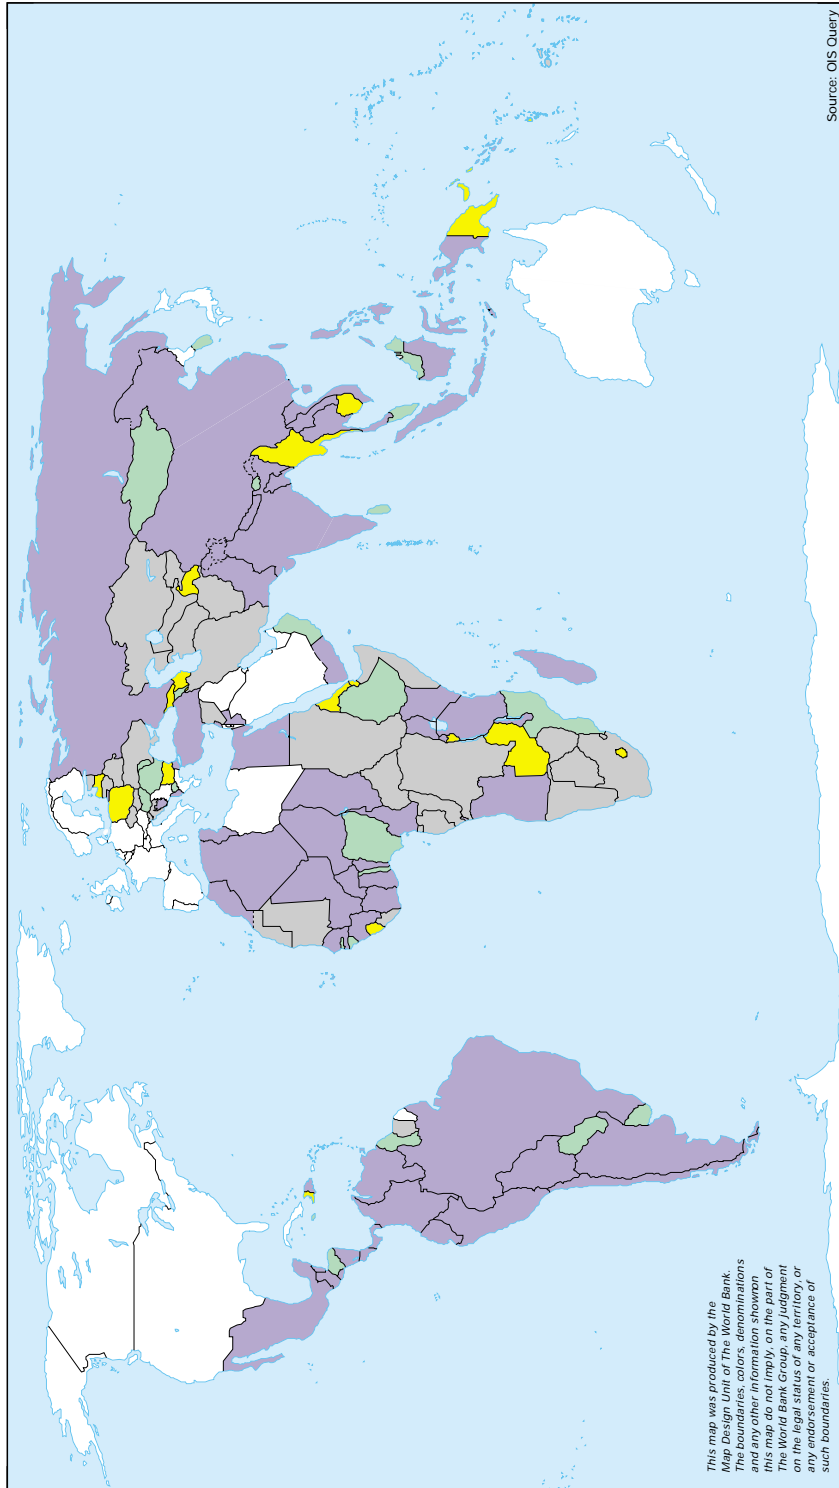 Source: OIS Query
This map was produced by the
Map Design Unit of The World Bank.
The boundaries, colors, denominations
and any other information shown on
this map do not imply, on the part of
The World Bank Group, any judgment
on the legal status of any territory, or
any endorsement or acceptance of
such boundaries.